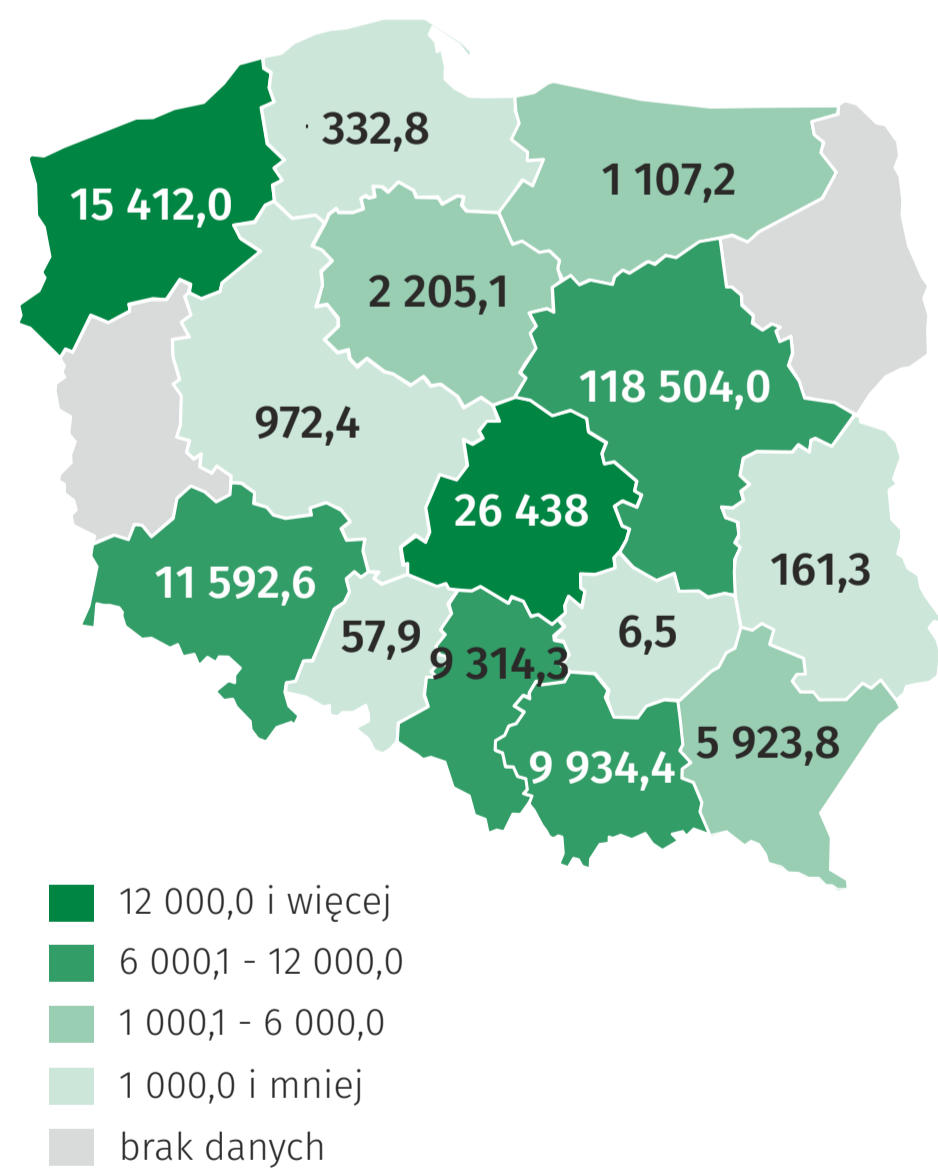 332,8
1 107,2
15 412,0
2 205,1
118 504,0
972,4
26 438
161,3
11 592,6
57,9
6,5
9 314,3
5 923,8
9 934,4
12 000,0 i więcej
6 000,1 - 12 000,0
1 000,1 - 6 000,0
1 000,0 i mniej
brak danych